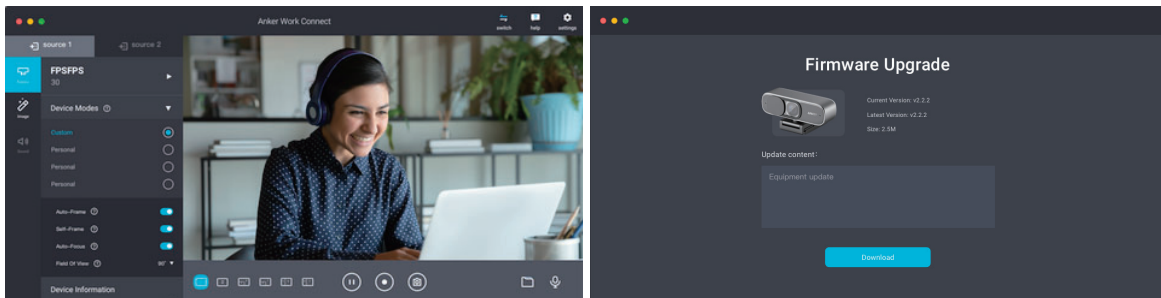 Anker Work Connect
switch
help
settings
source 1
source 2
FPSFPS
30
Device Modes
Image
Sound
Custom
Personal
Personal
Personal
Auto-Frame
Self-Frame
Auto-Focus
Field Of View
90°
Device Information
Firmware Upgrade
Current Version: v2.2.2
Latest Version: v2.2.2
Size: 2.5M
Update content:
Equipment update
Download